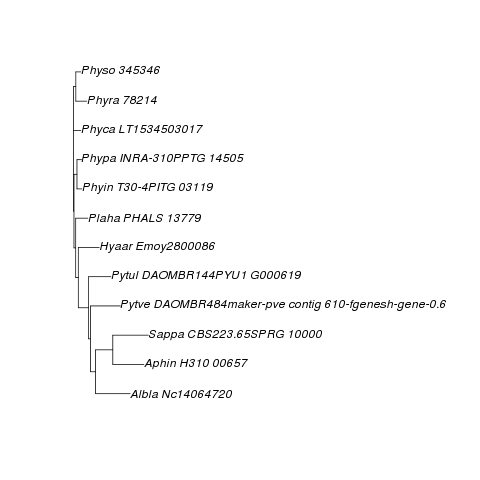 Physo 345346
Phyra 78214
Phyca LT1534503017
Phypa INRA-310PPTG 14505
Phyin T30-4PITG 03119
Plaha PHALS 13779
Hyaar Emoy2800086
Pytul DAOMBR144PYU1 G000619
Pytve DAOMBR484maker-pve contig 610-fgenesh-gene-0.6
Sappa CBS223.65SPRG 10000
Aphin H310 00657
Albla Nc14064720